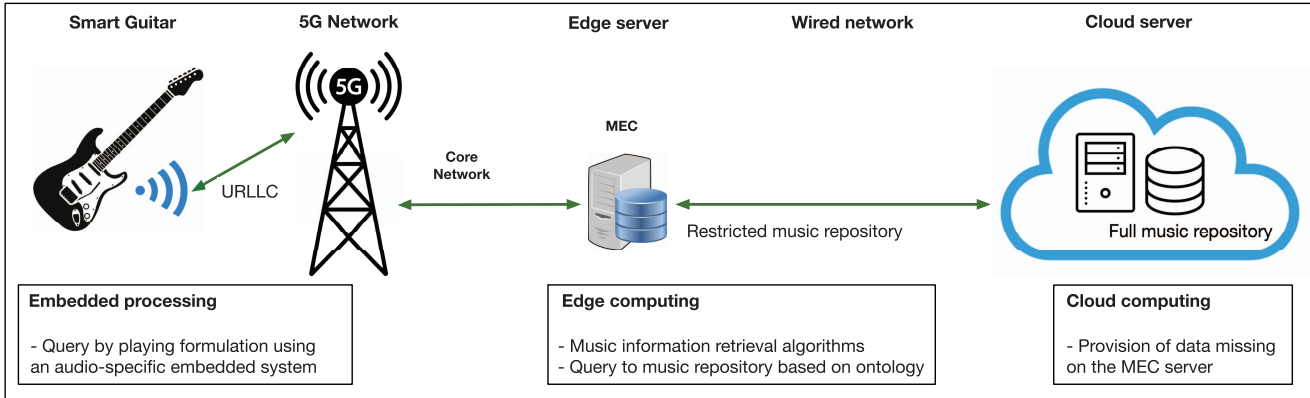 Smart Guitar
5G Network
Edge server
Wired network
Cloud server
5G
MEC
Core
Network
URLLC
Restricted music repository
Full music repository
Embedded processing
- Query by playing formulation using
an audio-specific embedded system
Edge computing
- Music information retrieval algorithms
- Query to music repository based on ontology
Cloud computing
- Provision of data missing
on the MEC server